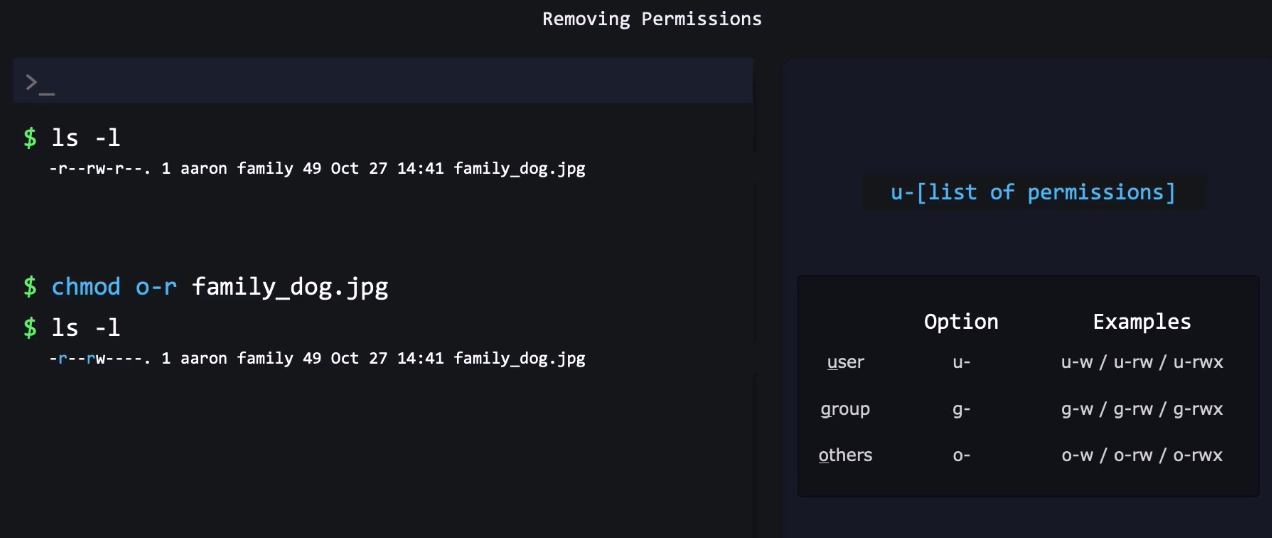 Removing Permissions
>_
$ ls -l
-r--rw-r--. 1 aaron family 49 Oct 27 14:41 family_dog.jpg
$ chmod o-r family_dog.jpg
$ ls -l
-r--rw----. 1 aaron family 49 Oct 27 14:41 family_dog.jpg
u-[list of permissions]
Option Examples
user u- u-w / u-rw / u-rwx
group g- g-w / g-rw / g-rwx
others o- o-w / o-rw / o-rwx